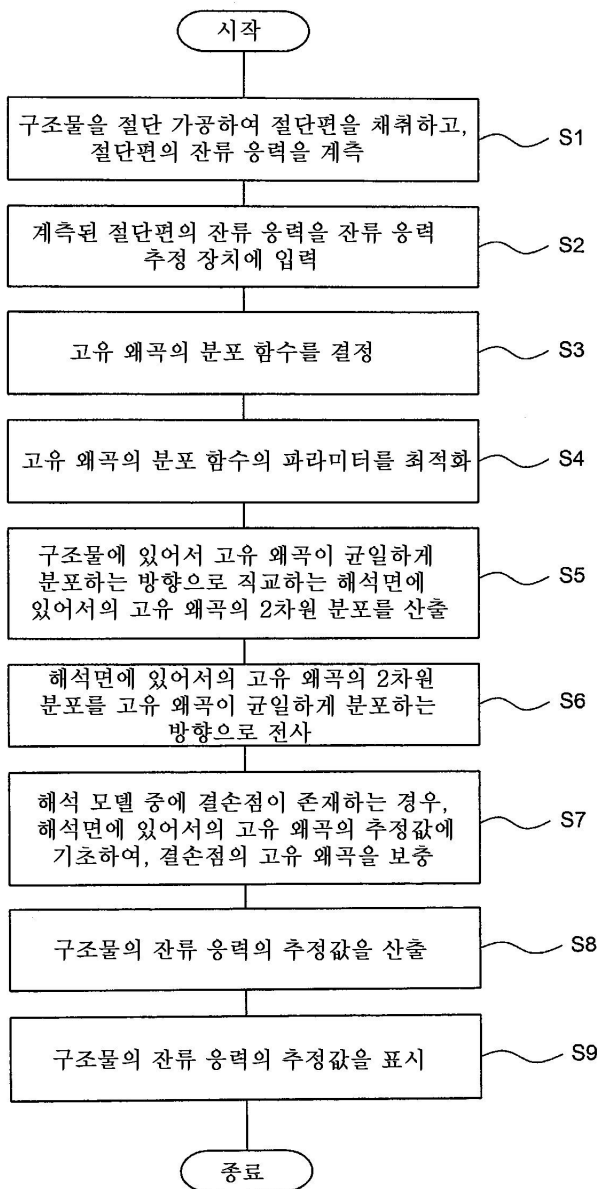 시작
구조물을 절단 가공하여 절단편을 채취하고,
절단편의 잔류 응력을 계측
S1
계측된 절단편의 잔류 응력을 잔류 응력
추정 장치에 입력
S2
고유 왜곡의 분포 함수를 결정
S3
고유 왜곡의 분포 함수의 파라미터를 최적화
S4
구조물에 있어서 고유 왜곡이 균일하게
분포하는 방향으로 직교하는 해석면에
있어서의 고유 왜곡의 2차원 분포를 산출
S5
해석면에 있어서의 고유 왜곡의 2차원
분포를 고유 왜곡이 균일하게 분포하는
방향으로 전사
S6
해석 모델 중에 결손점이 존재하는 경우,
해석면에 있어서의 고유 왜곡의 추정값에
기초하여, 결손점의 고유 왜곡을 보충
S7
구조물의 잔류 응력의 추정값을 산출
S8
구조물의 잔류 응력의 추정값을 표시
S9
종료